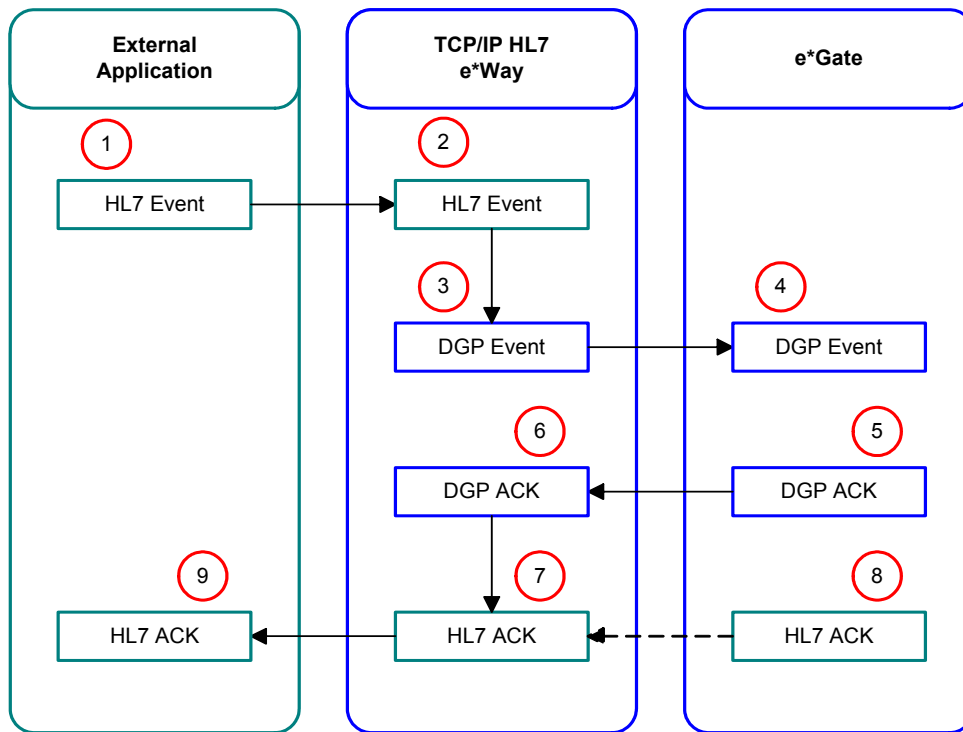 External
Application
TCP/IP HL7
e*Way
e*Gate
1
2
HL7 Event
HL7 Event
3
4
DGP Event
DGP Event
6
5
DGP ACK
DGP ACK
9
7
8
HL7 ACK
HL7 ACK
HL7 ACK